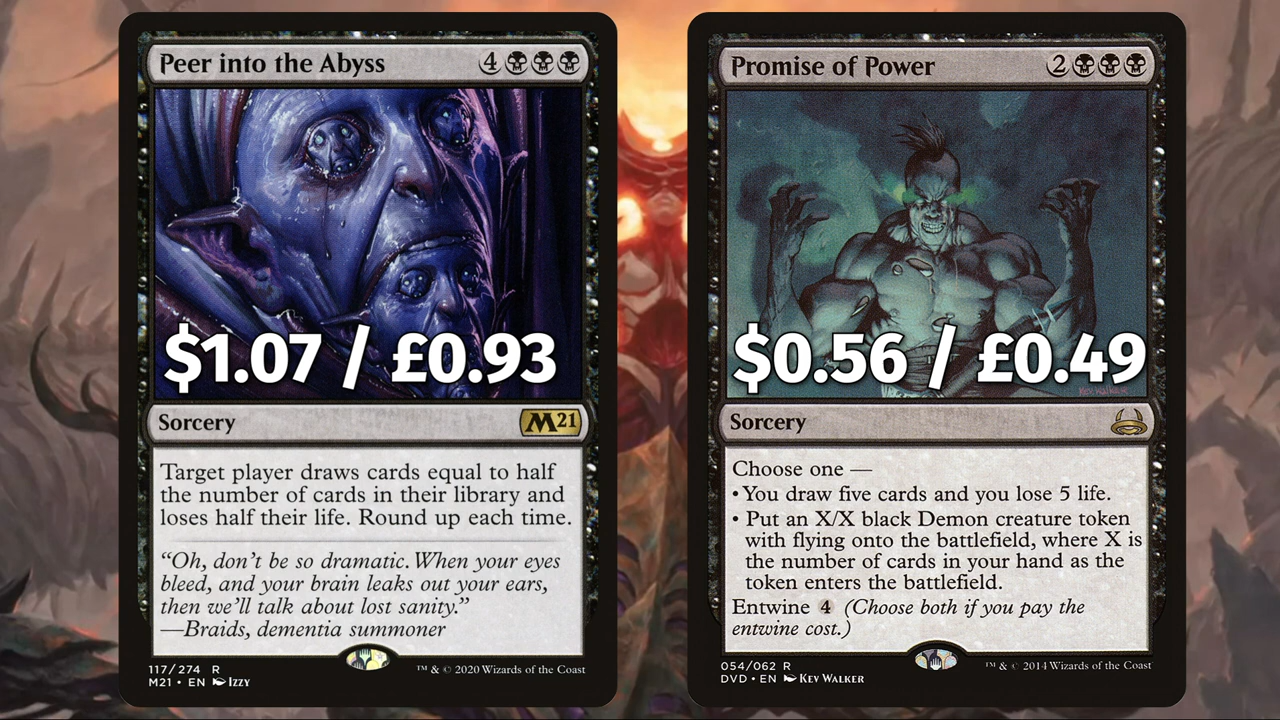 Peer into the Abyss 4
$1.07 / £0.93
Sorcery M21
Target player draws cards equal to half
the number of cards in their library and
loses half their life. Round up each time.
“Oh, don’t be so dramatic. When your eyes
bleed, and your brain leaks out your ears,
then we’ll talk about lost sanity.”
—Braids, dementia summoner
117/274 R
M21 • EN Izzy
™ & © 2020 Wizards of the Coast
Promise of Power 2
$0.56 / £0.49
Sorcery
Choose one —
• You draw five cards and you lose 5 life.
• Put an X/X black Demon creature token
with flying onto the battlefield, where X is
the number of cards in your hand as the
token enters the battlefield.
Entwine 4 (Choose both if you pay the
entwine cost.)
054/062 R
DVD • EN Kev Walker
™ & © 2014 Wizards of the Coast